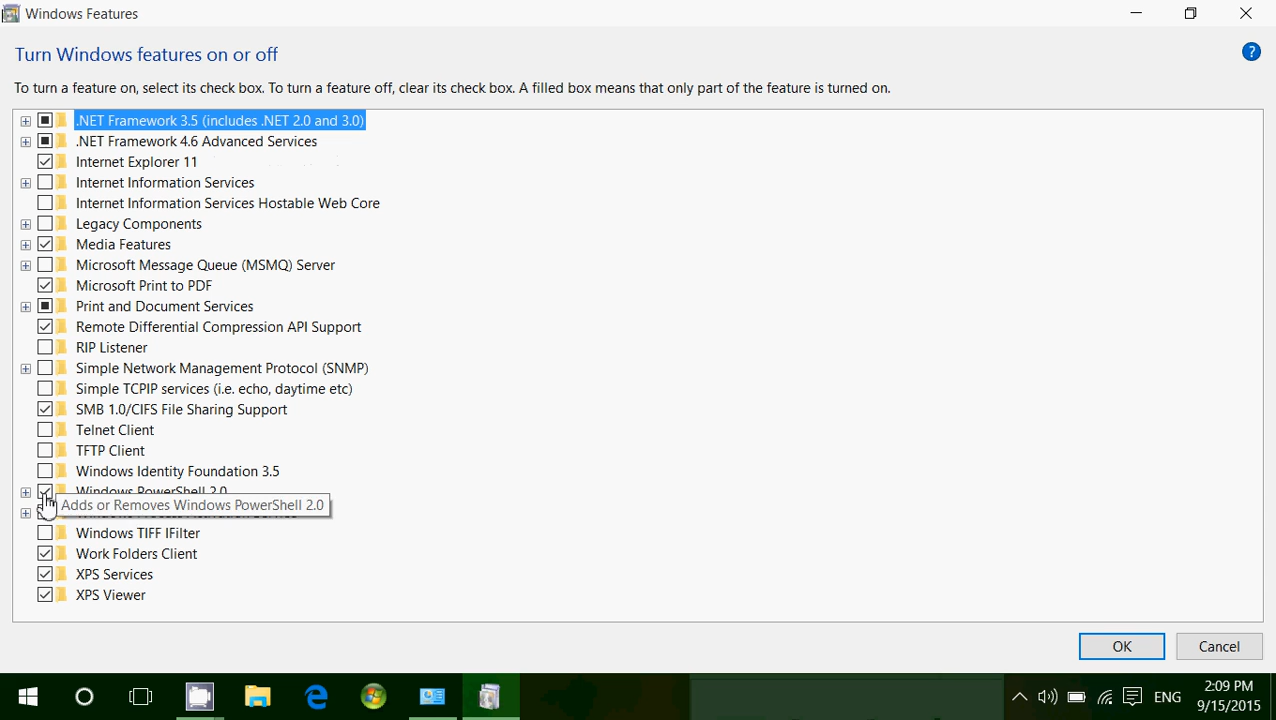 Windows Features
Turn Windows features on or off
To turn a feature on, select its check box. To turn a feature off, clear its check box. A filled box means that only part of the feature is turned on.
.NET Framework 3.5 (includes .NET 2.0 and 3.0)
.NET Framework 4.6 Advanced Services
Internet Explorer 11
Internet Information Services
Internet Information Services Hostable Web Core
Legacy Components
Media Features
Microsoft Message Queue (MSMQ) Server
Microsoft Print to PDF
Print and Document Services
Remote Differential Compression API Support
RIP Listener
Simple Network Management Protocol (SNMP)
Simple TCPIP services (i.e. echo, daytime etc)
SMB 1.0/CIFS File Sharing Support
Telnet Client
TFTP Client
Windows Identity Foundation 3.5
Windows PowerShell 2.0
Adds or Removes Windows PowerShell 2.0
Windows TIFF IFilter
Work Folders Client
XPS Services
XPS Viewer
OK Cancel
ENG
2:09 PM
9/15/2015